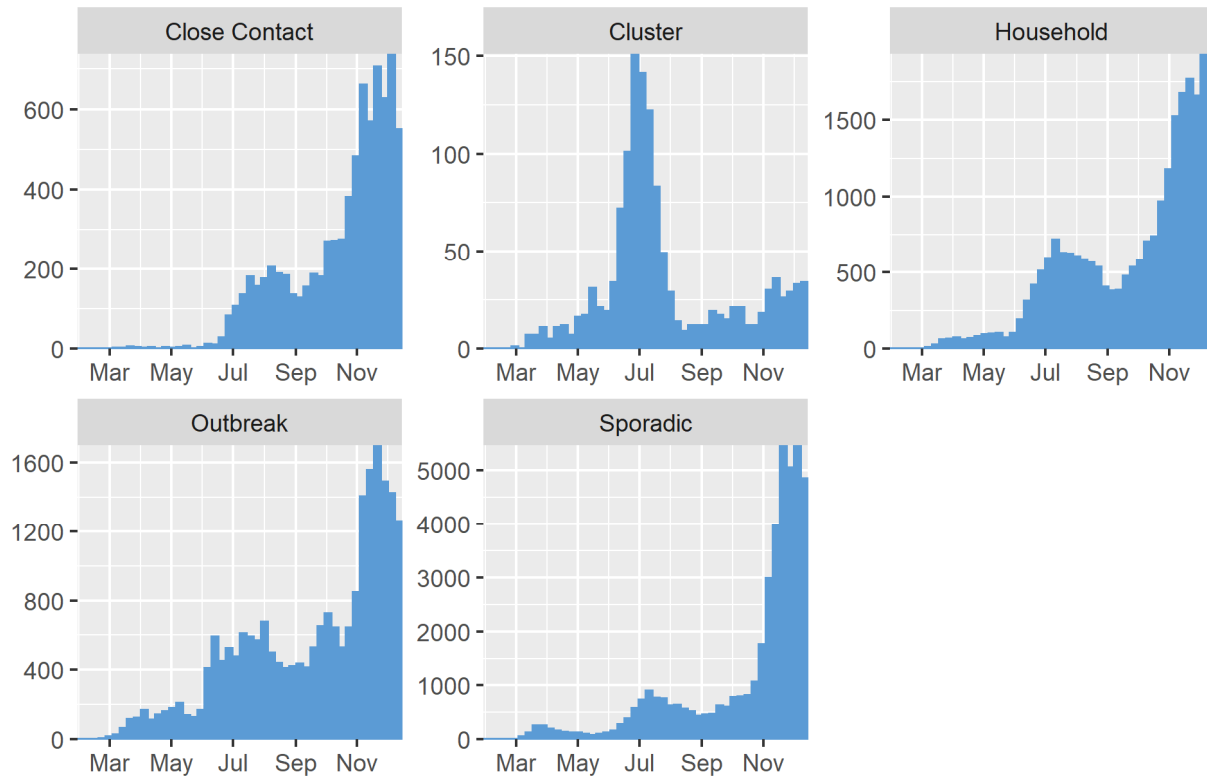 Close Contact
Cluster
Household
600
400
200
0
150
100
50
0
1500
1000
500
0
Mar May Jul Sep Nov
Mar May Jul Sep Nov
Mar May Jul Sep Nov
Outbreak
Sporadic
1600
1200
800
400
0
5000
4000
3000
2000
1000
0
Mar May Jul Sep Nov
Mar May Jul Sep Nov